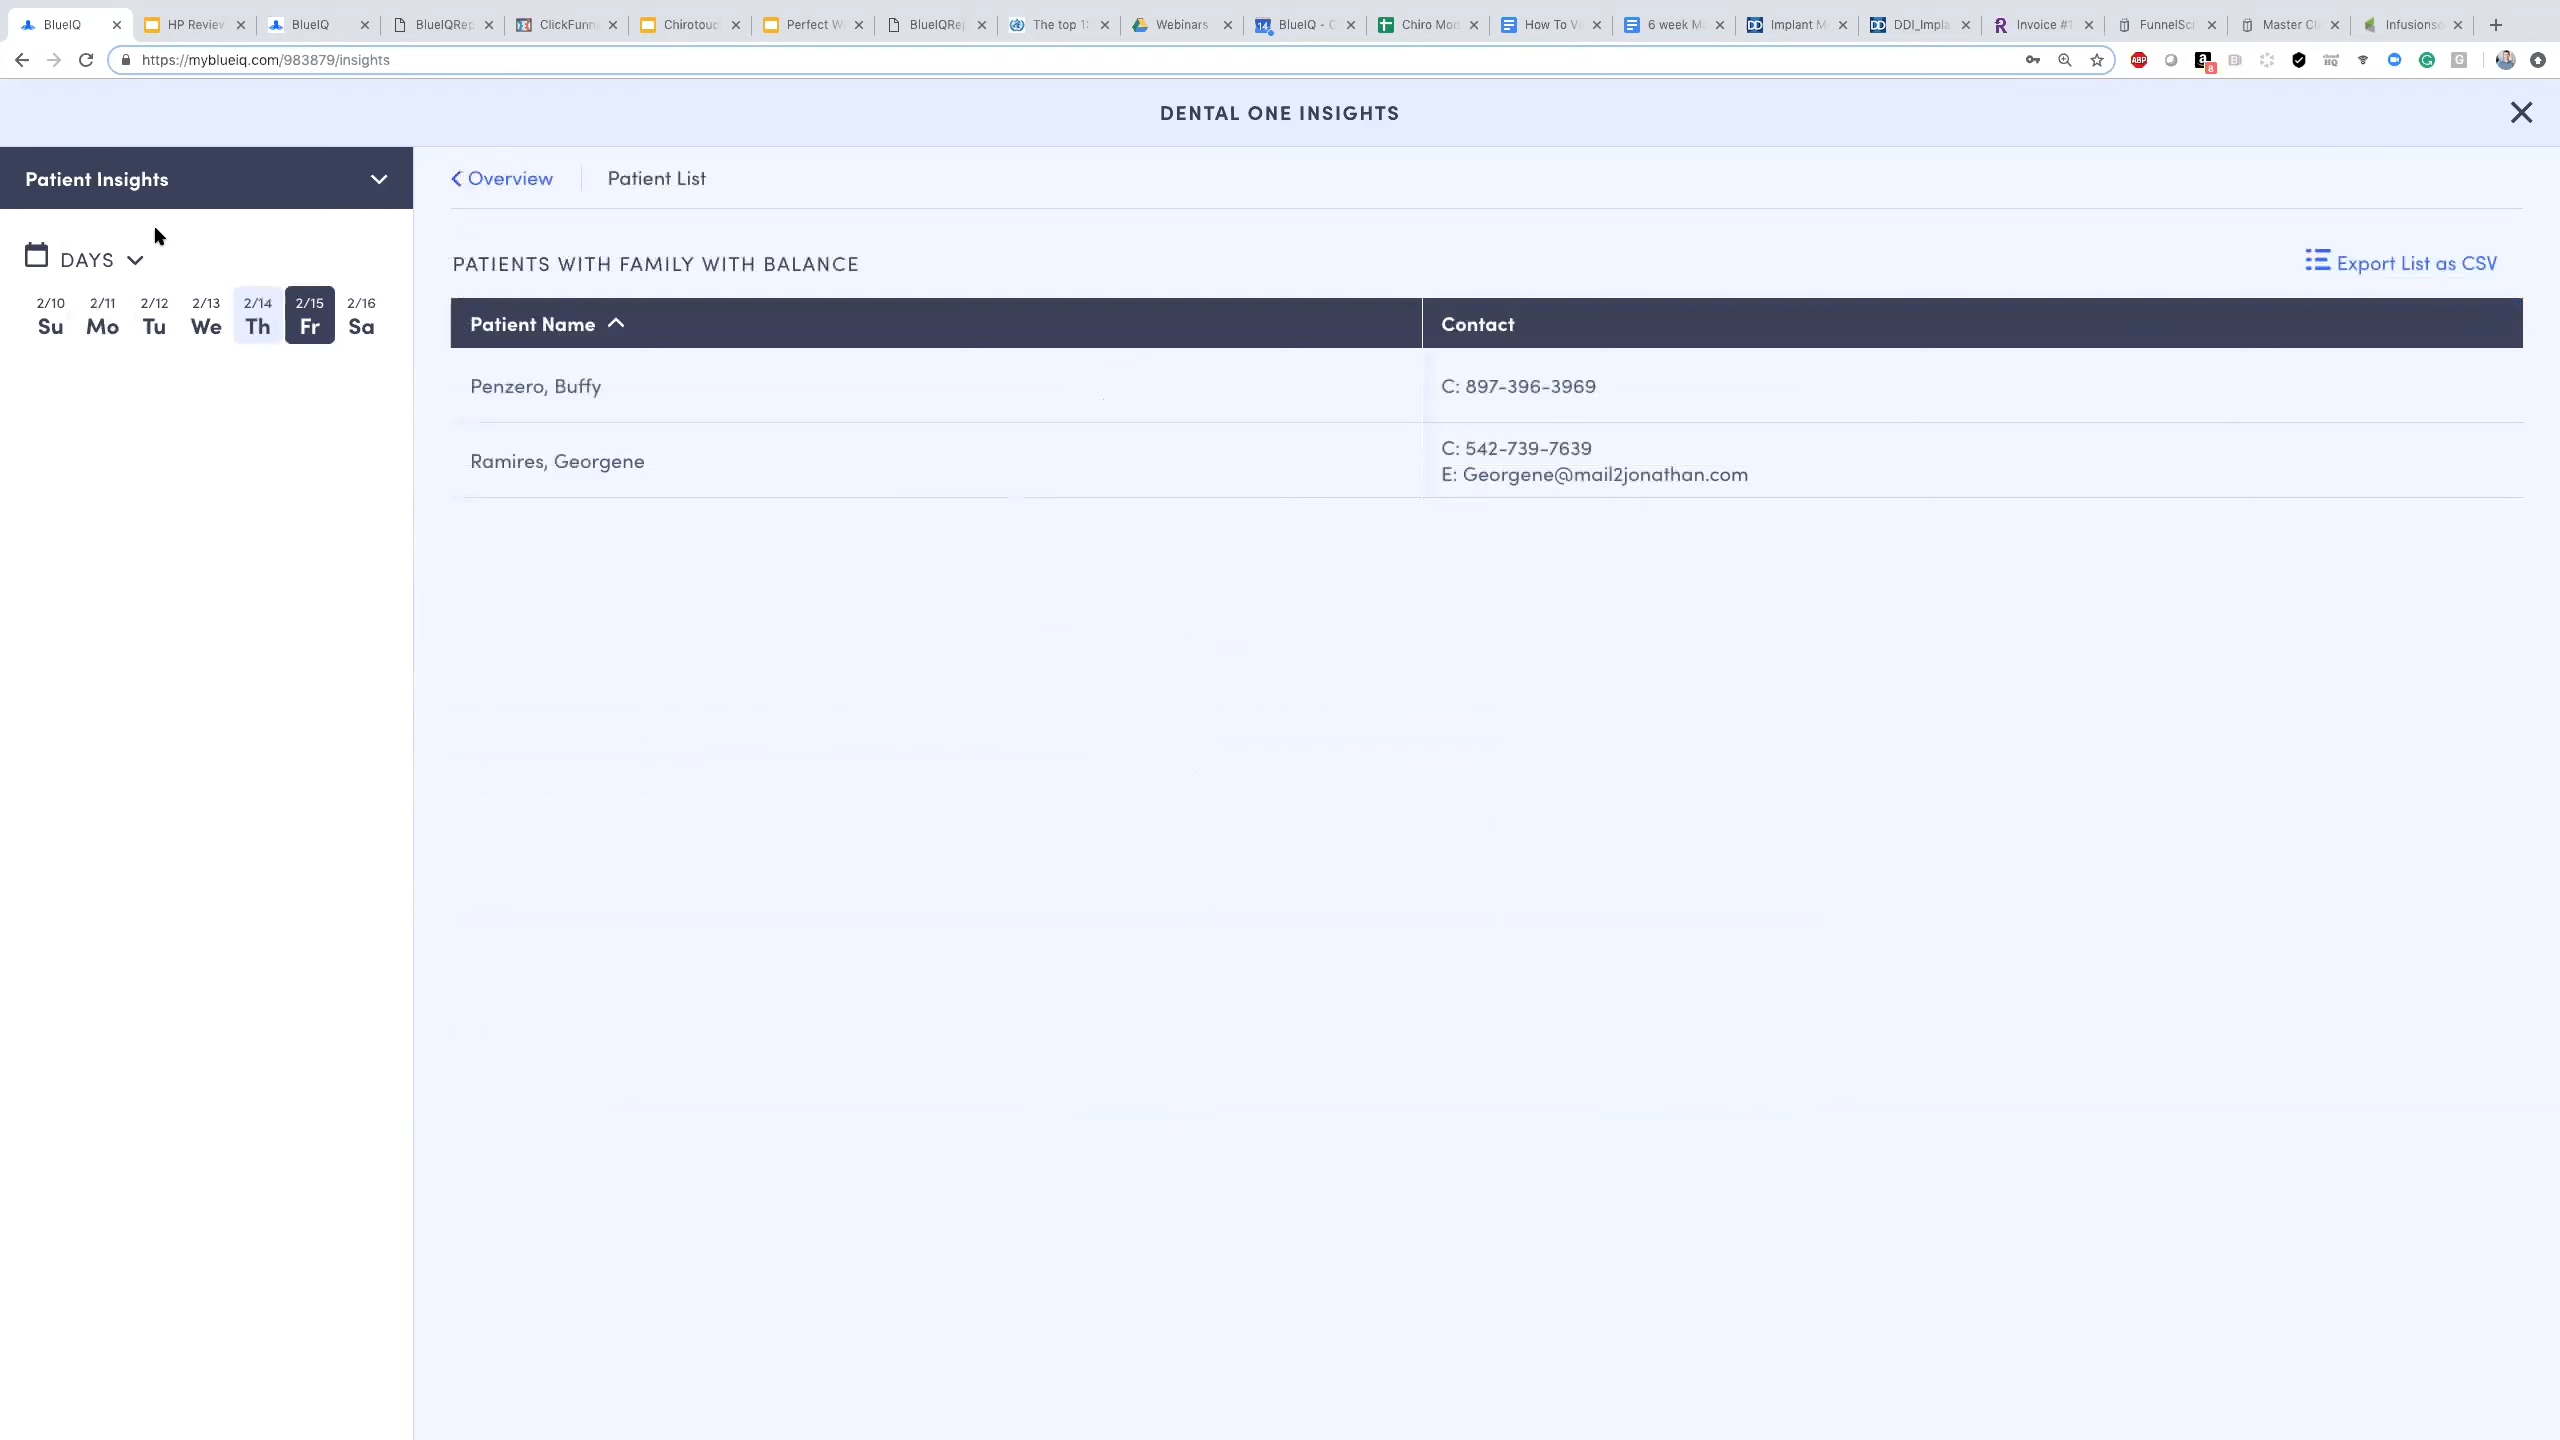 BlueIQ
HP Review
BlueIQ
BlueIQRep
ClickFunn
Chirotouc
Perfect W
BlueIQRe
The top 1
Webinars
BlueIQ - C
Chiro Mod
How To V
6 week M
Implant M
DDI_Impla
Invoice #1
FunnelScr
Master Cl
Infusionso
https://myblueiq.com/983879/insights
DENTAL ONE INSIGHTS
Patient Insights
Overview
Patient List
DAYS
2/10 2/11 2/12 2/13 2/14 2/15 2/16
Su Mo Tu We Th Fr Sa
PATIENTS WITH FAMILY WITH BALANCE
Export List as CSV
Patient Name
Contact
Penzero, Buffy
C: 897-396-3969
Ramires, Georgene
C: 542-739-7639
E: Georgene@mail2jonathan.com